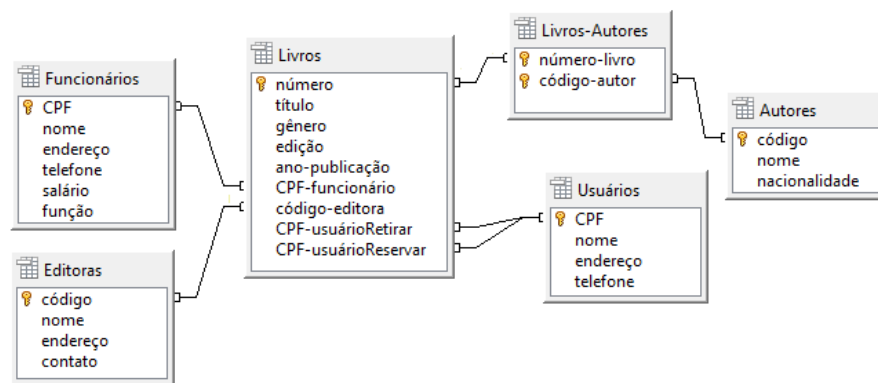 Funcionários
CPF
nome
endereço
telefone
salário
função
Editoras
código
nome
endereço
contato
Livros
número
título
gênero
edição
ano-publicação
CPF-funcionário
código-editora
CPF-usuárioRetirar
CPF-usuárioReservar
Livros-Autores
número-livro
código-autor
Usuários
CPF
nome
endereço
telefone
Autores
código
nome
nacionalidade